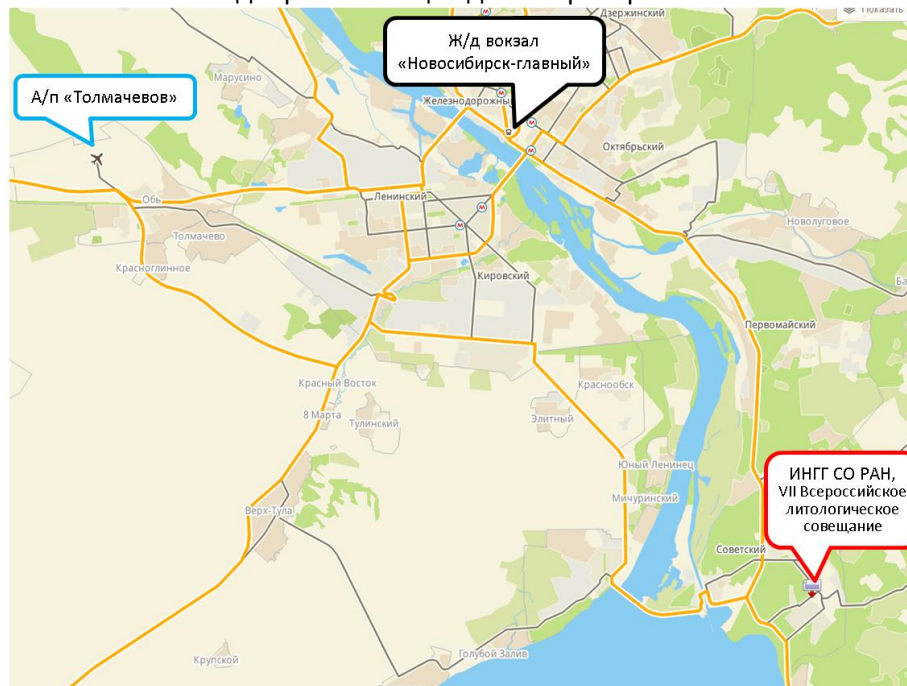 Показать
Дзержинский
Ж/д вокзал
«Новосибирск-главный»
Марусино
А/п «Толмачевов»
Железнодорожный
М
М
М
Октябрьский
Обь
Ленинский
М
М
Новолуговое
Толмачево
Красноглинное
Кировский
Ба
Первомайский
Красный Восток
Краснообск
8 Марта
Тулинский
Элитный
ИНГГ СО РАН,
VII Всероссийское
литологическое
совещание
Юный Ленинец
Мичуринский
Верх-Тула
Советский
Голубой Залив
Крупской